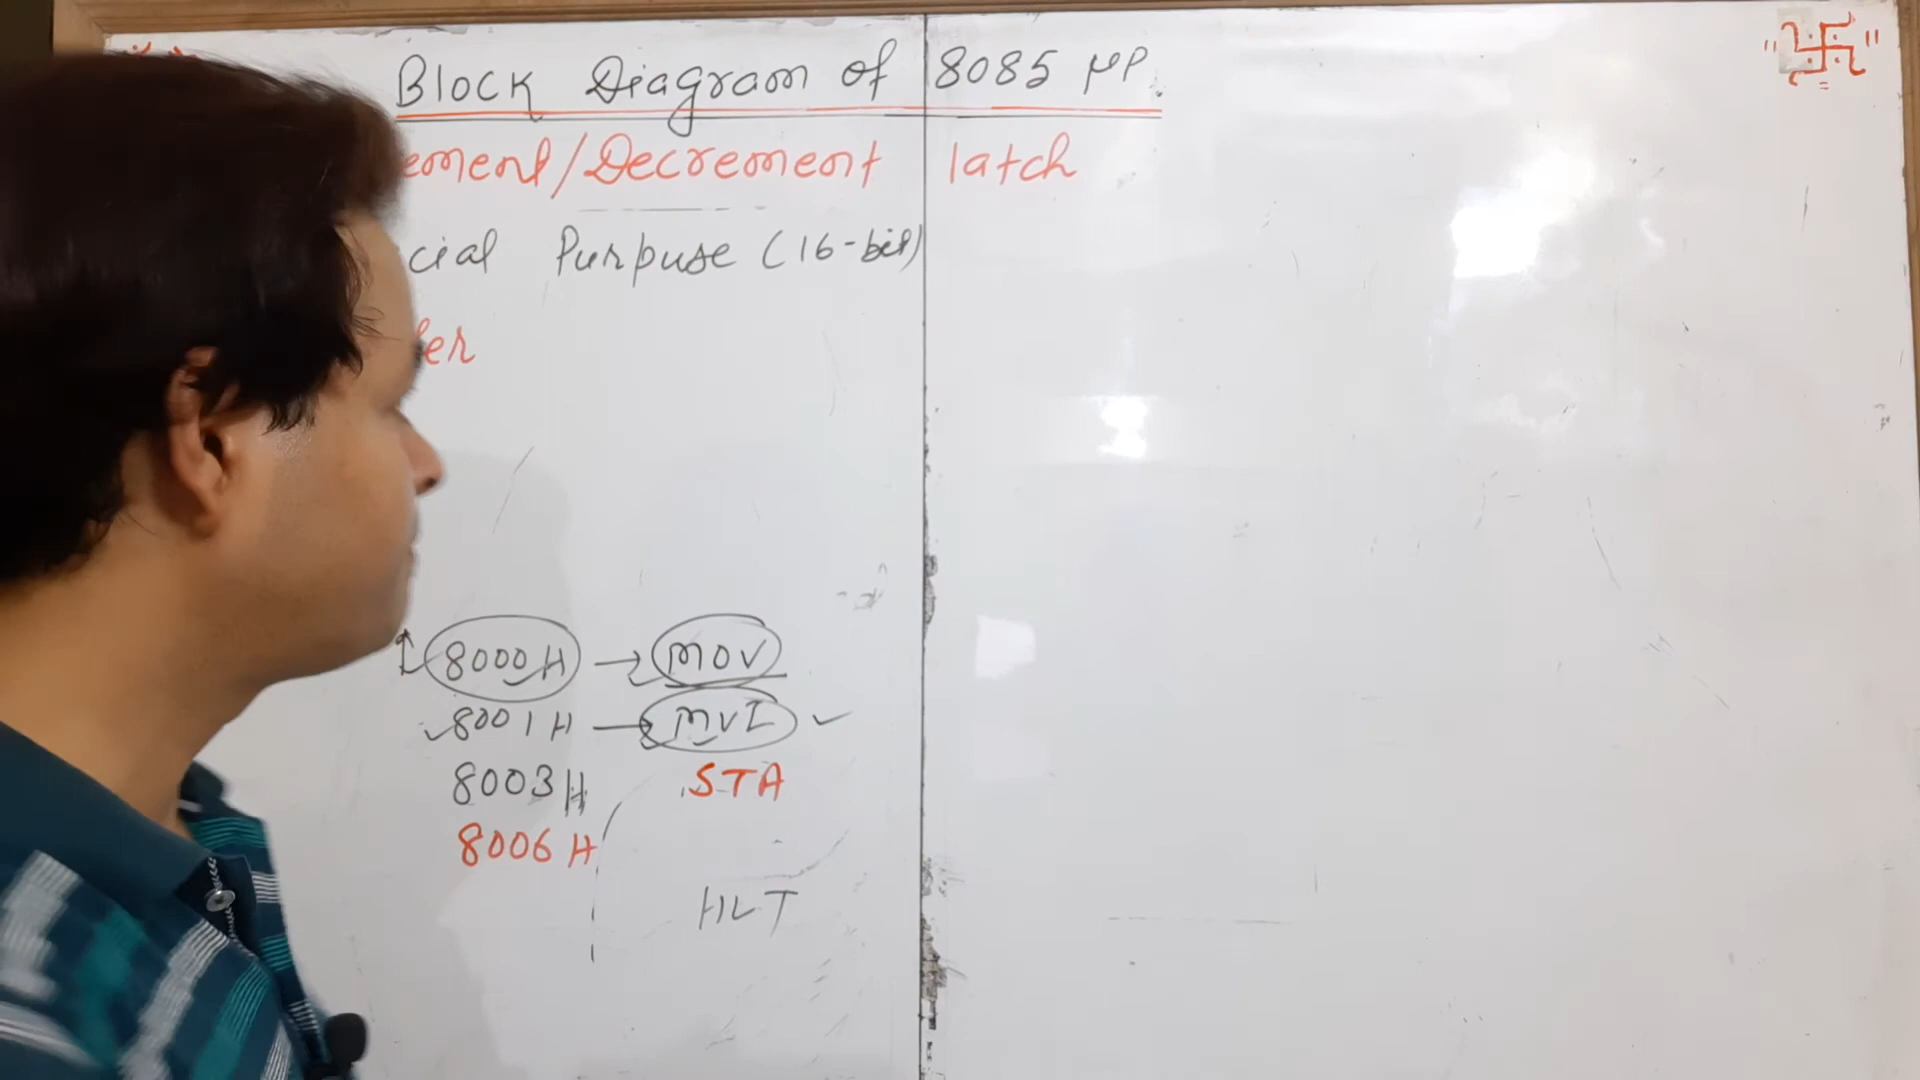 Block Diagram of 8085 μP.
ement/Decrement latch
cial Purpuse (16-bit)
er
8000H → MOV
8001H → MVI
8003H STA
8006H
HLT